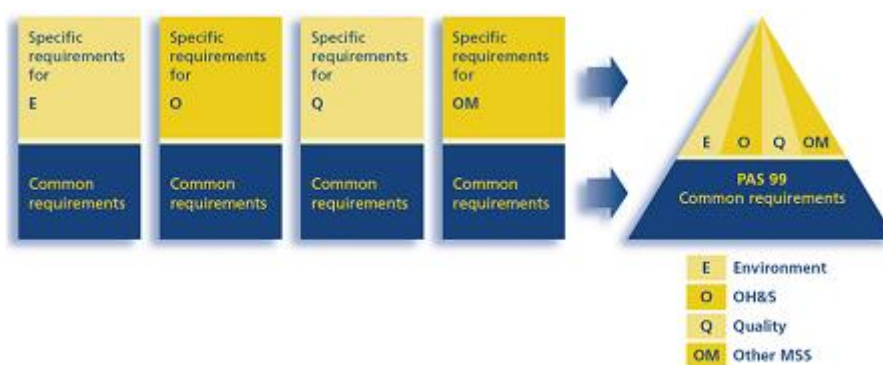 Specific
requirements
for
E
Specific
requirements
for
O
Specific
requirements
for
Q
Specific
requirements
for
OM
Common
requirements
Common
requirements
Common
requirements
Common
requirements
E O Q OM
PAS 99
Common requirements
E Environment
O OH&S
Q Quality
OM Other MSS